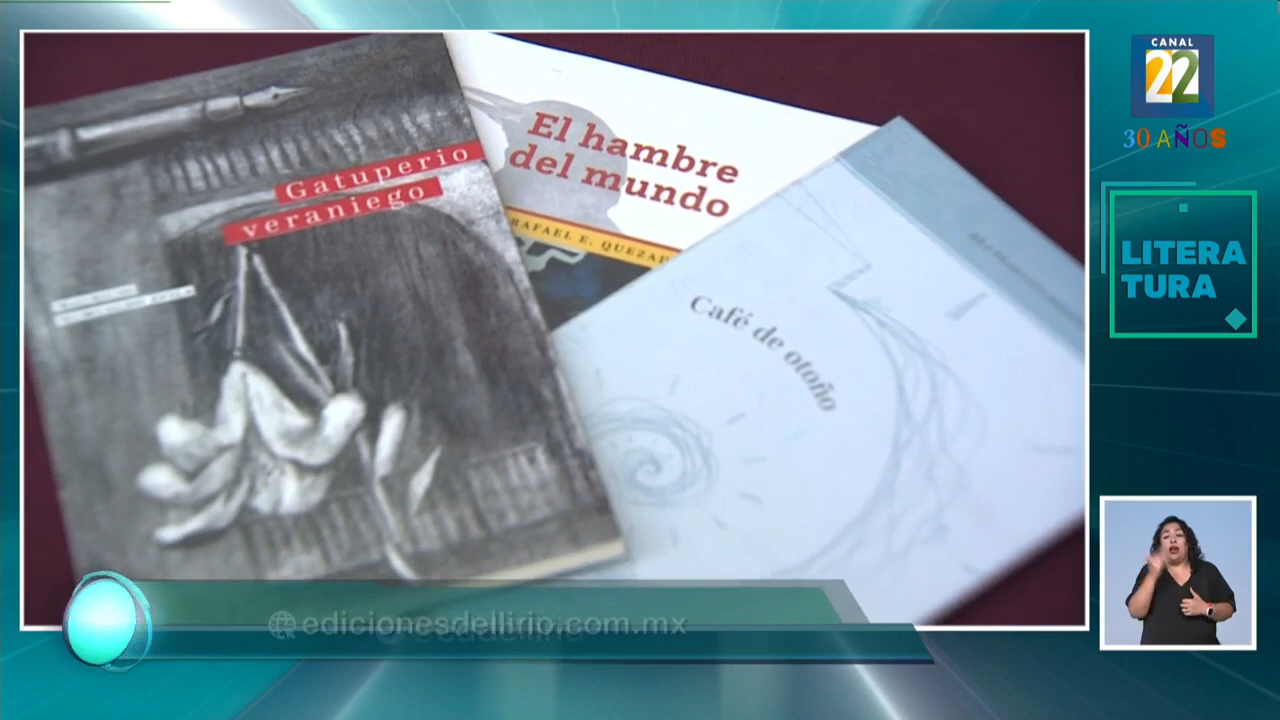 CANAL
22
30 AÑOS
LITERA
TURA
Gatuperio
veraniego
El hambre
del mundo
RAFAEL E. QUEZA
Café de otoño
edicionesdellirio.com.mx